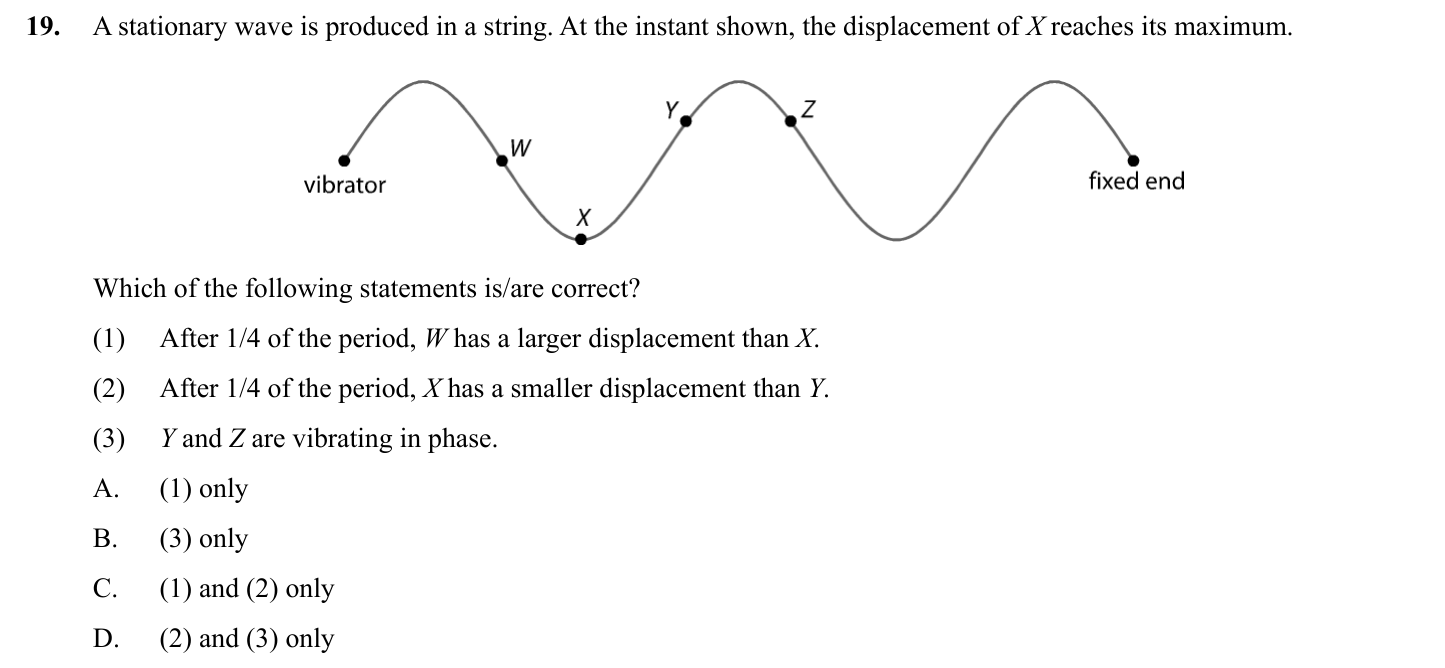 19. A stationary wave is produced in a string. At the instant shown, the displacement of X reaches its maximum.
Y
Z
W
vibrator
fixed end
X
Which of the following statements is/are correct?
(1) After 1/4 of the period, W has a larger displacement than X.
(2) After 1/4 of the period, X has a smaller displacement than Y.
(3) Y and Z are vibrating in phase.
A. (1) only
B. (3) only
C. (1) and (2) only
D. (2) and (3) only